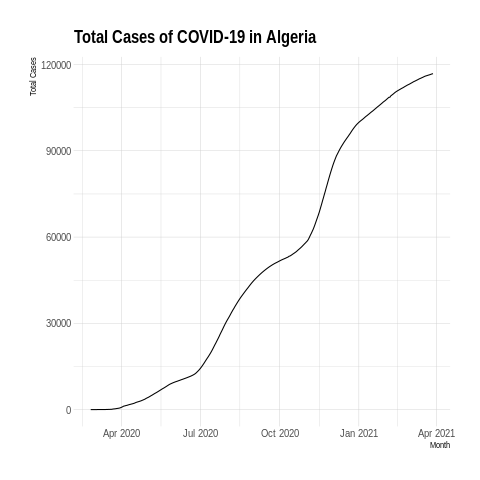 Total Cases of COVID-19 in Algeria
Total Cases
120000
90000
60000
30000
0
Apr 2020 Jul 2020 Oct 2020 Jan 2021 Apr 2021
Month